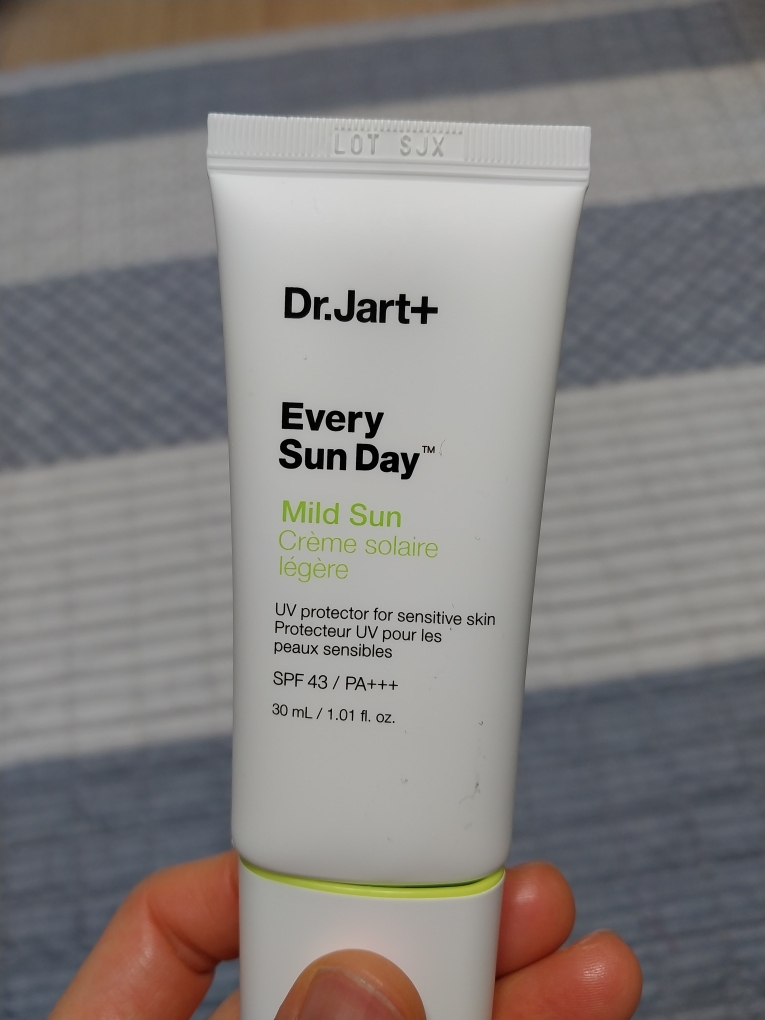 LOT SJX
Dr.Jart+
Every
Sun Day™
Mild Sun
Crème solaire
légère
UV protector for sensitive skin
Protecteur UV pour les
peaux sensibles
SPF 43 / PA+++
30 mL / 1.01 fl. oz.